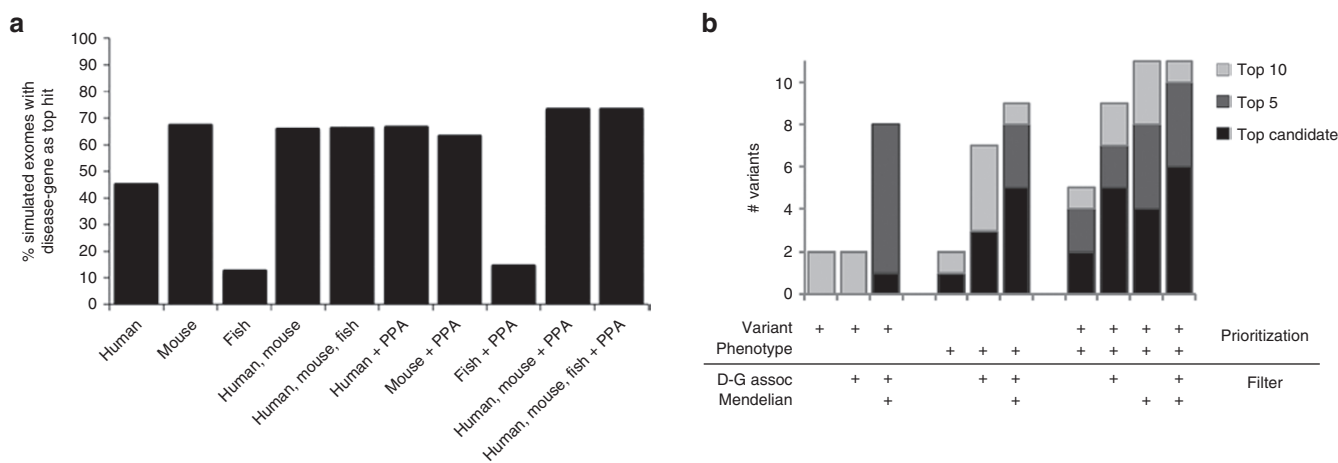 a
% simulated exomes with
disease-gene as top hit
100
90
80
70
60
50
40
30
20
10
0
Human
Mouse
Fish
Human, mouse
Human, mouse, fish
Human + PPA
Mouse + PPA
Fish + PPA
Human, mouse + PPA
Human, mouse, fish + PPA
b
# variants
10
8
6
4
2
0
Top 10
Top 5
Top candidate
Variant + + + + + + +
Phenotype + + + + + + +
Prioritization
D-G assoc + + + + + +
Mendelian + + + +
Filter